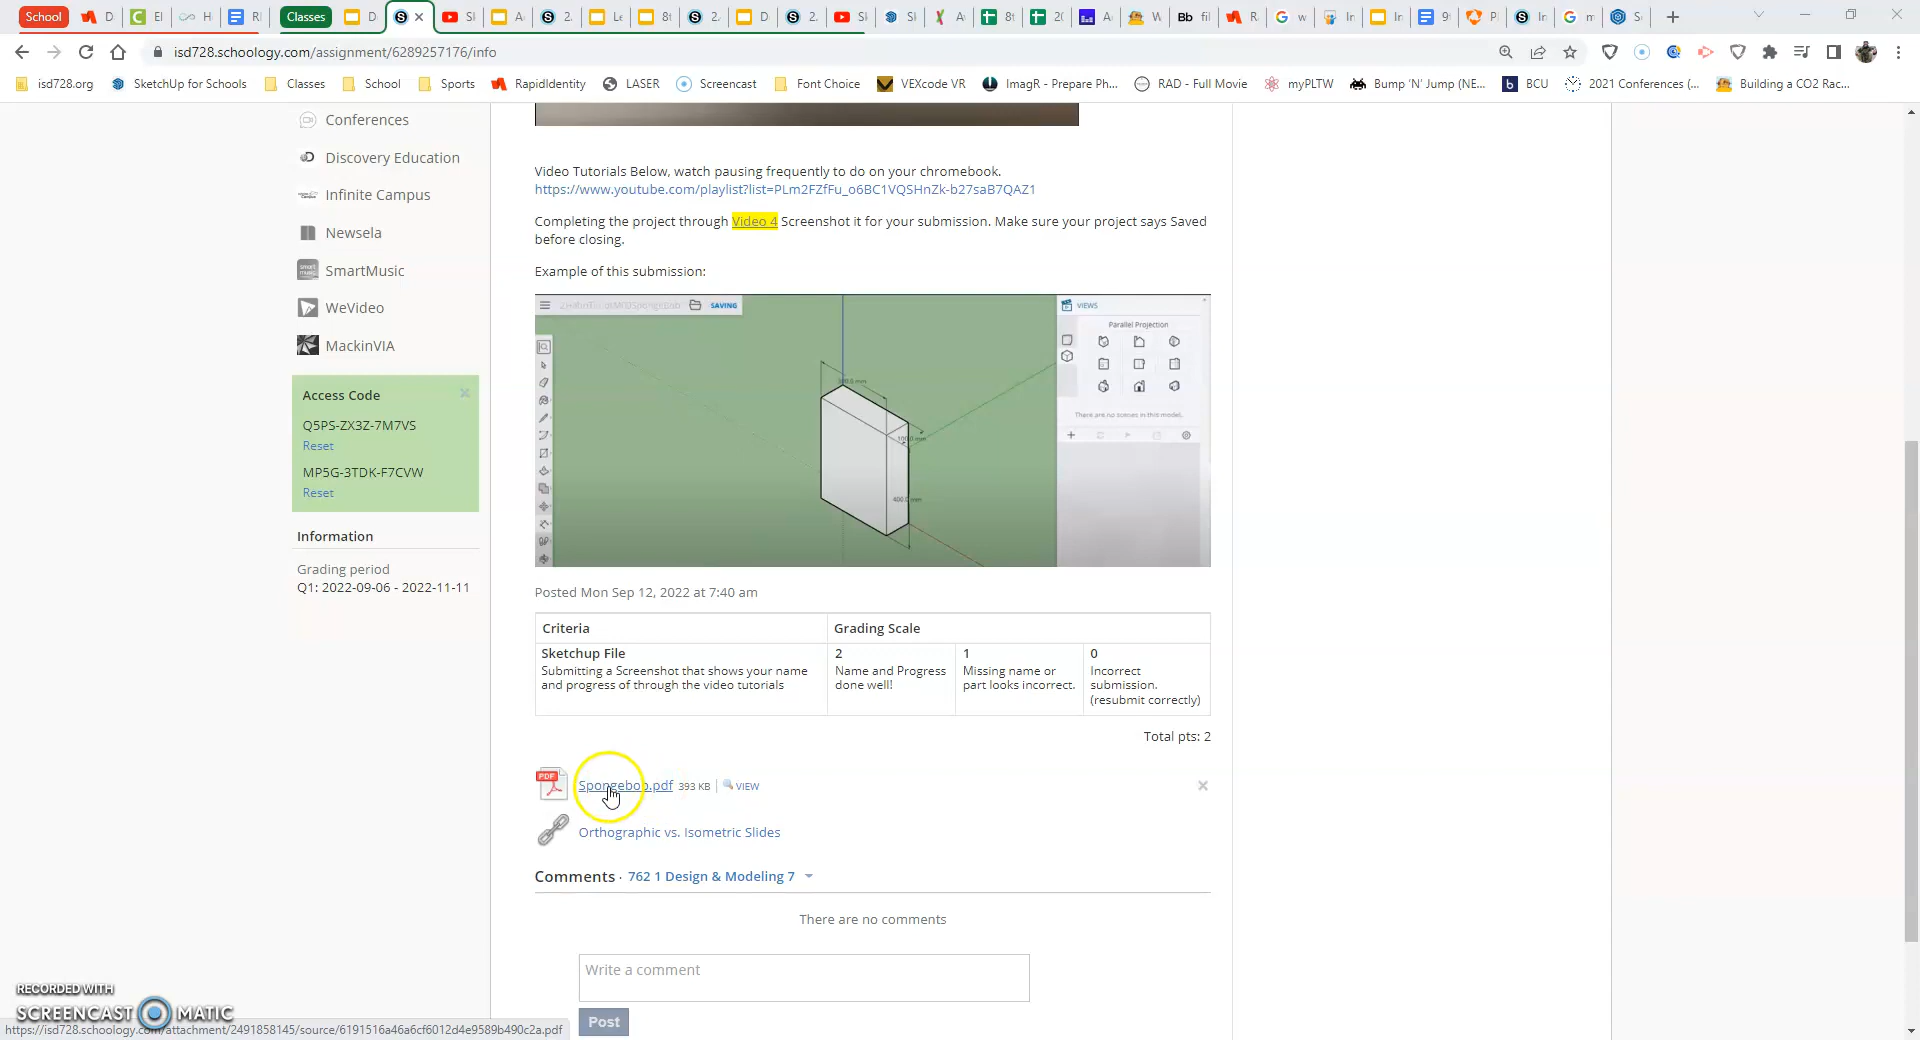 School
Classes
isd728.schoology.com/assignment/6289257176/info
isd728.org
SketchUp for Schools
Classes
School
Sports
RapidIdentity
LASER
Screencast
Font Choice
VEXcode VR
ImagR - Prepare Ph...
RAD - Full Movie
myPLTW
Bump 'N' Jump (NE...
BCU
2021 Conferences (...
Building a CO2 Rac...
Conferences
Discovery Education
Infinite Campus
Newsela
SmartMusic
WeVideo
MackinVIA
Access Code
Q5PS-ZX3Z-7M7VS
Reset
MP5G-3TDK-F7CVW
Reset
Information
Grading period
Q1: 2022-09-06 - 2022-11-11
Video Tutorials Below, watch pausing frequently to do on your chromebook.
https://www.youtube.com/playlist?list=PLm2FZfFu_o6BC1VQSHnZk-b27saB7QAZ1
Completing the project through Video 4 Screenshot it for your submission. Make sure your project says Saved
before closing.
Example of this submission:
SAVING
VIEWS
Parallel Projection
There are no scenes in this model.
Posted Mon Sep 12, 2022 at 7:40 am
Criteria
Grading Scale
Sketchup File
Submitting a Screenshot that shows your name
and progress of through the video tutorials
2
Name and Progress
done well!
1
Missing name or
part looks incorrect.
0
Incorrect
submission.
(resubmit correctly)
Total pts: 2
PDF
Spongebob.pdf 393 KB | VIEW
Orthographic vs. Isometric Slides
Comments · 762 1 Design & Modeling 7
There are no comments
Write a comment
Post
RECORDED WITH
SCREENCAST MATIC
https://isd728.schoology.com/attachment/2491858145/source/6191516a46a6cf6012d4e9589b490c2a.pdf